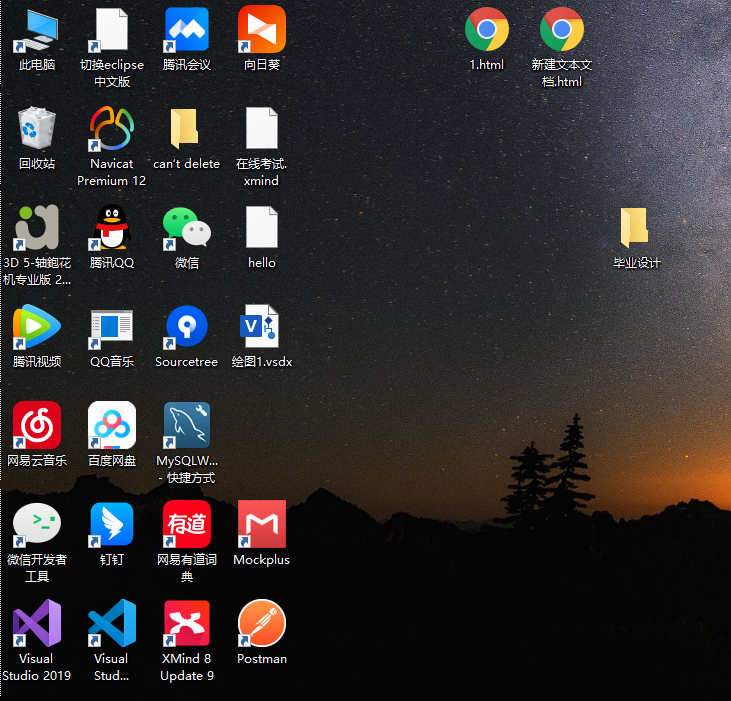 此电脑
切换eclipse
中文版
腾讯会议
向日葵
1.html
新建文本文
档.html
回收站
Navicat
Premium 12
can't delete
在线考试.
xmind
3D 5-轴鉋花
机专业版 2...
腾讯QQ
微信
hello
毕业设计
腾讯视频
QQ音乐
Sourcetree
V
绘图1.vsdx
网易云音乐
百度网盘
MySQLW...
- 快捷方式
微信开发者
工具
钉钉
有道
网易有道词
典
Mockplus
Visual
Studio 2019
Visual
Stud...
XMind 8
Update 9
Postman